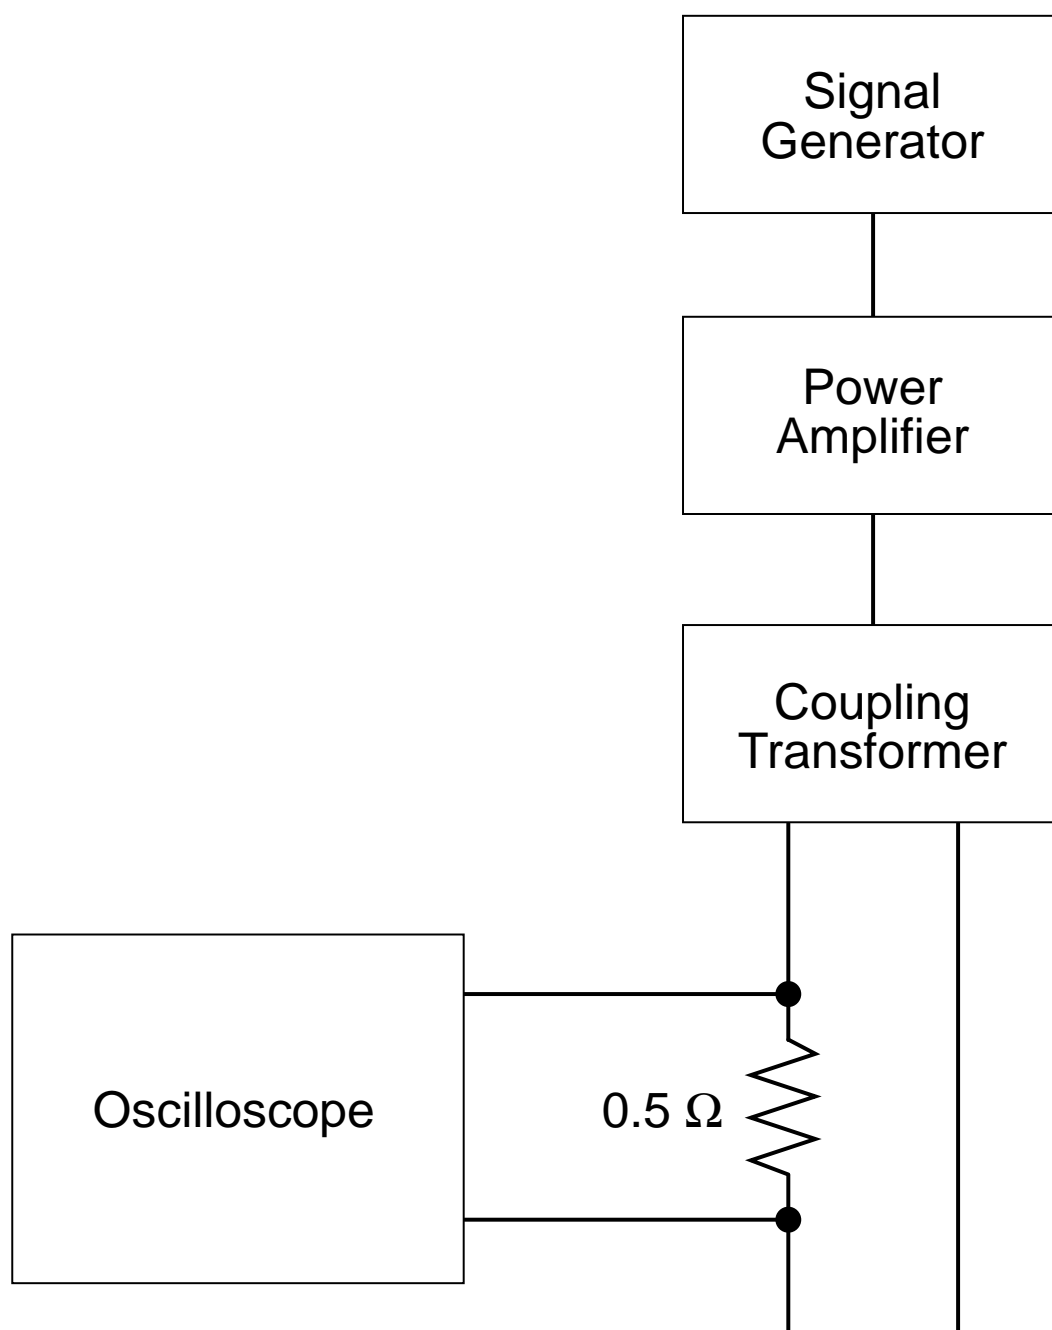 Signal
Generator
Power
Amplifier
Coupling
Transformer
Oscilloscope
0.5 Ω